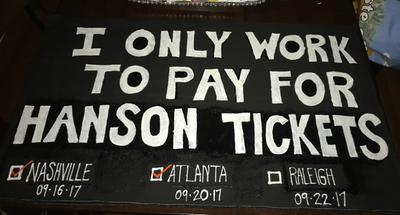 I ONLY WORK
TO PAY FOR
HANSON TICKETS
NASHVILLE ATLANTA RALEIGH
09.16.17 09.20.17 09.22.17